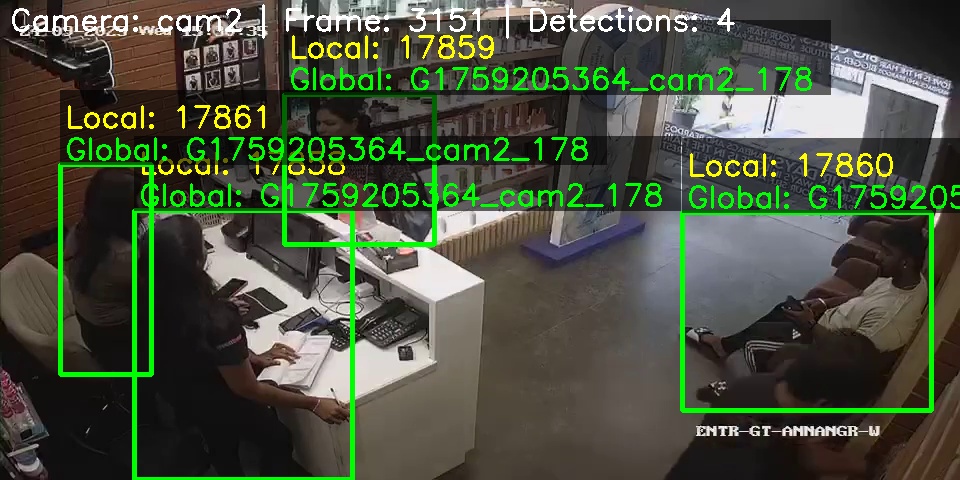 Camera: cam2 | Frame: 3151 | Detections: 4
Local: 17859
Global: G1759205364_cam2_178
Local: 17861
Global: G1759205364_cam2_178
Local: 17858
Global: G1759205364_cam2_178
Local: 17860
Global: G1759205
ENTR-GT-ANNANGR-W